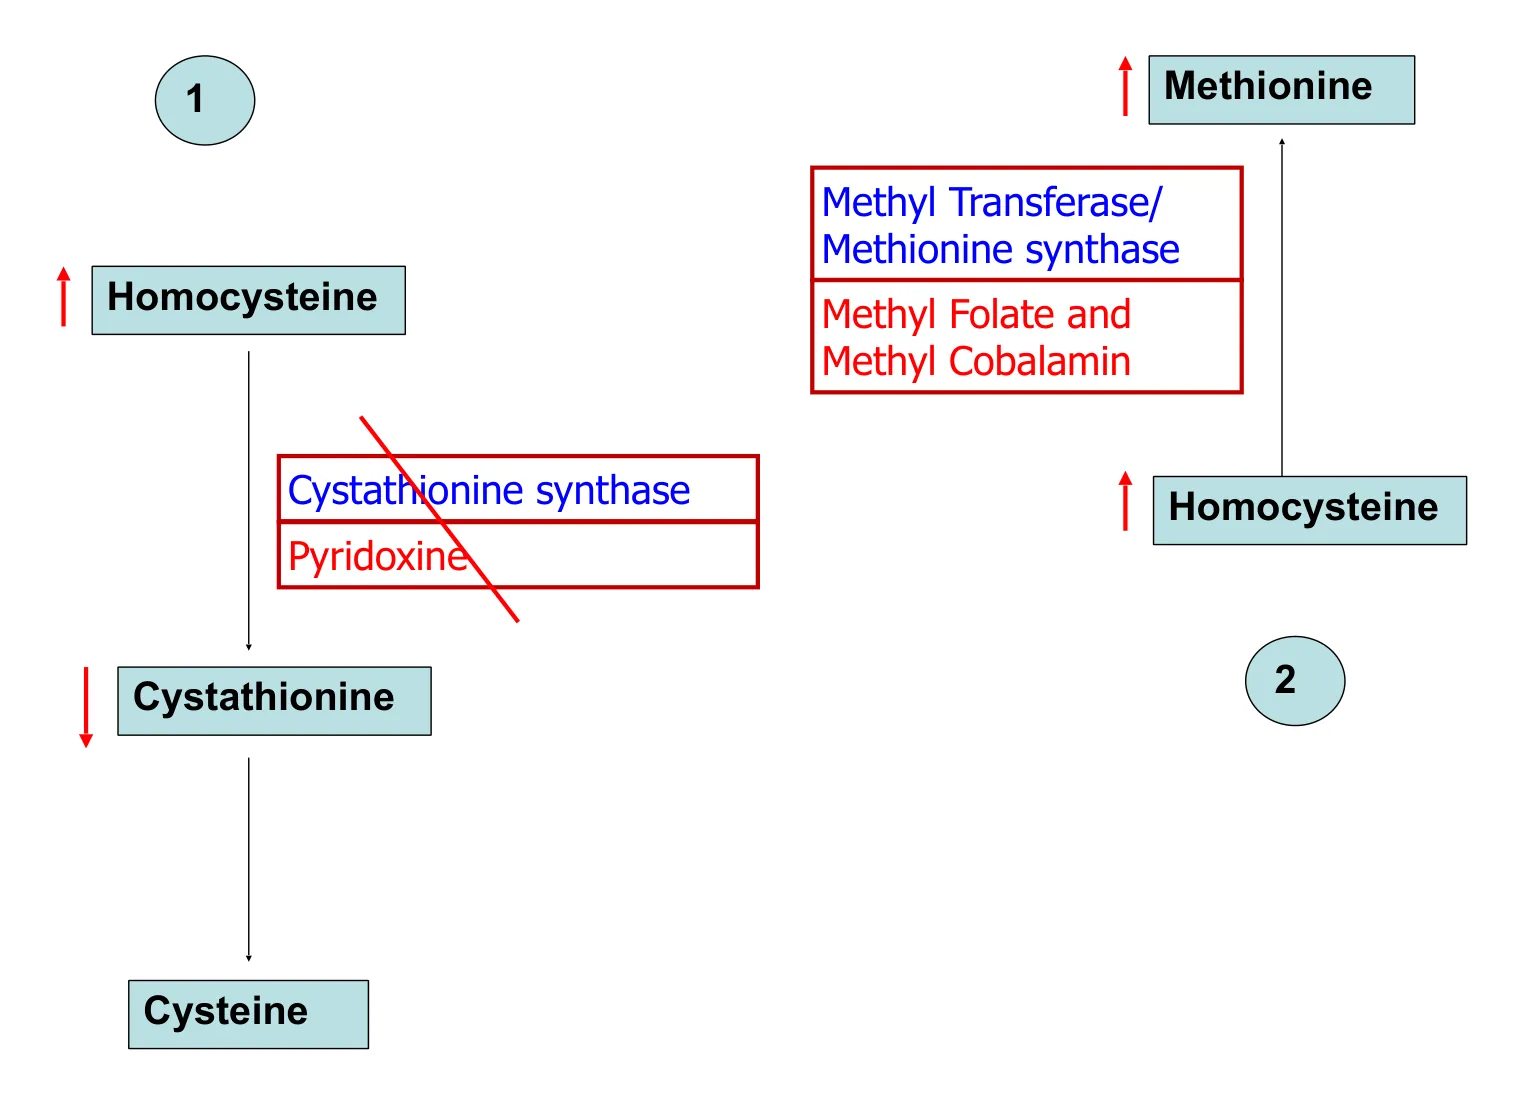 1
Homocysteine
Cystathionine synthase
Pyridoxine
Cystathionine
Cysteine
Methionine
Methyl Transferase/
Methionine synthase
Methyl Folate and
Methyl Cobalamin
Homocysteine
2